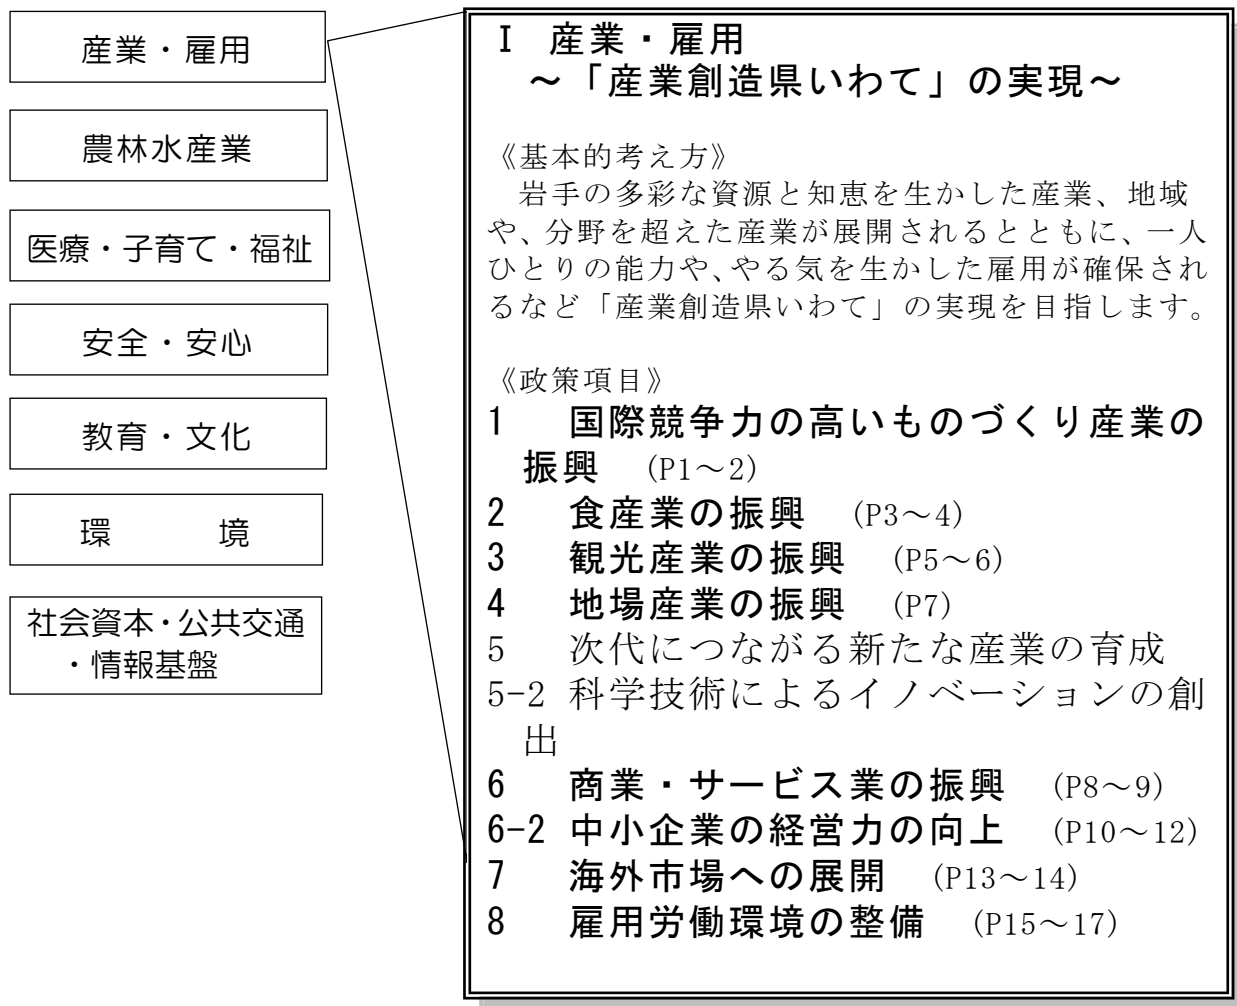 産業・雇用
農林水産業
医療・子育て・福祉
安全・安心
教育・文化
環　　　境
社会資本・公共交通
・情報基盤
Ⅰ　産業・雇用
～「産業創造県いわて」の実現～
《基本的考え方》
岩手の多彩な資源と知恵を生かした産業、地域
や、分野を超えた産業が展開されるとともに、一人
ひとりの能力や、やる気を生かした雇用が確保され
るなど「産業創造県いわて」の実現を目指します。
《政策項目》
1　国際競争力の高いものづくり産業の
振興　(P1～2)
2　食産業の振興　(P3～4)
3　観光産業の振興　(P5～6)
4　地場産業の振興　(P7)
5　次代につながる新たな産業の育成
5-2 科学技術によるイノベーションの創
出
6　商業・サービス業の振興　(P8～9)
6-2 中小企業の経営力の向上　(P10～12)
7　海外市場への展開　(P13～14)
8　雇用労働環境の整備　(P15～17)